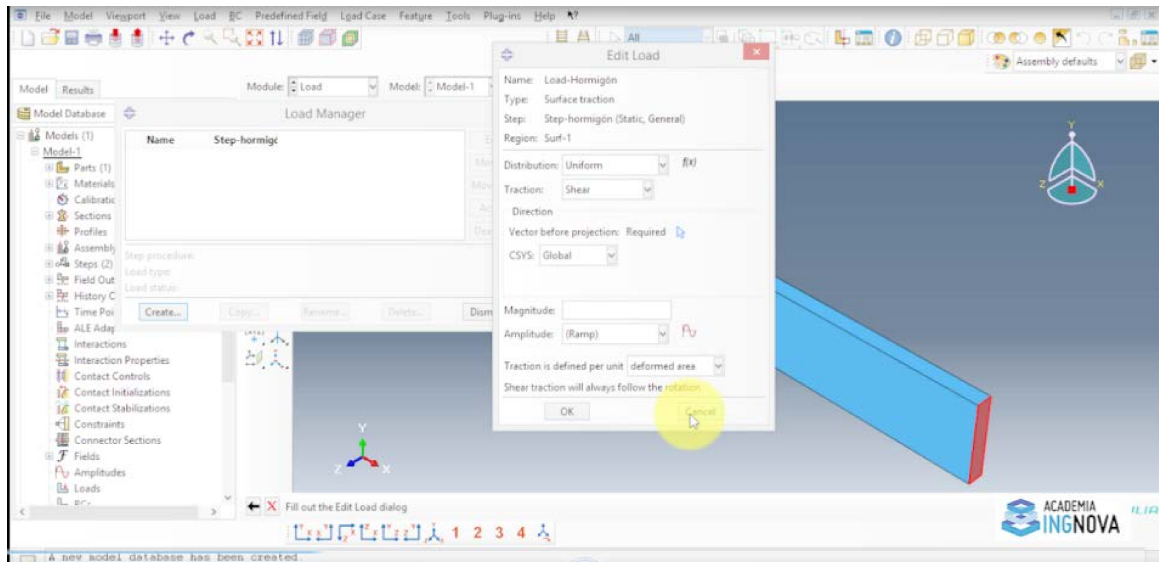 File Model Viewport View Load BC Predefined Field Load Case Feature Tools Plug-ins Help
All
Assembly defaults
Model Results
Module: Load Model: Model-1
Model Database
Models (1)
Model-1
Parts (1)
Materials
Calibratic
Sections
Profiles
Assembly
Steps (2)
Field Out
History C
Time Poi
ALE Adap
Interactions
Interaction Properties
Contact Controls
Contact Initializations
Contact Stabilizations
Constraints
Connector Sections
Fields
Amplitudes
Loads
BCs
Load Manager
Name Step-hormigó
Step procedure:
Load type:
Load status:
Create... Copy... Rename... Delete... Dism
Edit Load
Name: Load-Hormigón
Type: Surface traction
Step: Step-hormigón (Static, General)
Region: Surf-1
Distribution: Uniform f(x)
Traction: Shear
Direction
Vector before projection: Required
CSYS: Global
Magnitude:
Amplitude: (Ramp)
Traction is defined per unit deformed area
Shear traction will always follow the rotation
OK Cancel
Y
Z X
Y
Z X
X Fill out the Edit Load dialog
1 2 3 4
ACADEMIA
INGNOVA
ILIA
A new model database has been created.